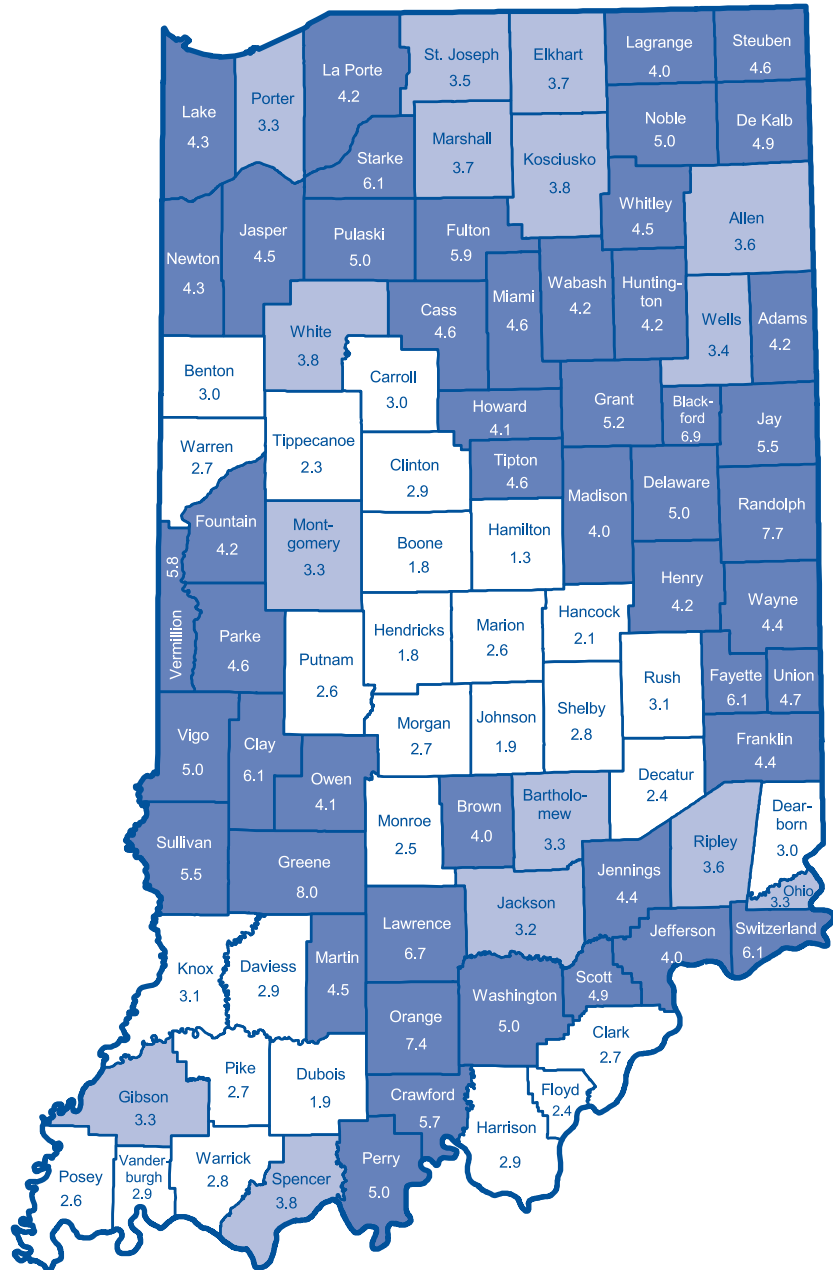 St. Joseph
3.5
Elkhart
3.7
Lagrange
4.0
Steuben
4.6
La Porte
4.2
Porter
3.3
Lake
4.3
Noble
5.0
De Kalb
4.9
Marshall
3.7
Starke
6.1
Kosciusko
3.8
Whitley
4.5
Allen
3.6
Newton
4.3
Jasper
4.5
Pulaski
5.0
Fulton
5.9
Cass
4.6
Miami
4.6
Wabash
4.2
Hunting-
ton
4.2
Wells
3.4
Adams
4.2
White
3.8
Benton
3.0
Carroll
3.0
Howard
4.1
Grant
5.2
Black-
ford
6.9
Jay
5.5
Warren
2.7
Tippecanoe
2.3
Clinton
2.9
Tipton
4.6
Madison
4.0
Delaware
5.0
Randolph
7.7
Fountain
4.2
Mont-
gomery
3.3
Boone
1.8
Hamilton
1.3
Vermillion
5.8
Parke
4.6
Putnam
2.6
Hendricks
1.8
Marion
2.6
Hancock
2.1
Henry
4.2
Wayne
4.4
Rush
3.1
Fayette
6.1
Union
4.7
Vigo
5.0
Clay
6.1
Owen
4.1
Morgan
2.7
Johnson
1.9
Shelby
2.8
Franklin
4.4
Decatur
2.4
Monroe
2.5
Brown
4.0
Bartholo-
mew
3.3
Dear-
born
3.0
Sullivan
5.5
Greene
8.0
Jennings
4.4
Ripley
3.6
Ohio
3.3
Lawrence
6.7
Jackson
3.2
Jefferson
4.0
Switzerland
6.1
Knox
3.1
Daviess
2.9
Martin
4.5
Scott
4.9
Orange
7.4
Washington
5.0
Clark
2.7
Gibson
3.3
Pike
2.7
Dubois
1.9
Crawford
5.7
Floyd
2.4
Harrison
2.9
Posey
2.6
Vander-
burgh
2.9
Warrick
2.8
Spencer
3.8
Perry
5.0